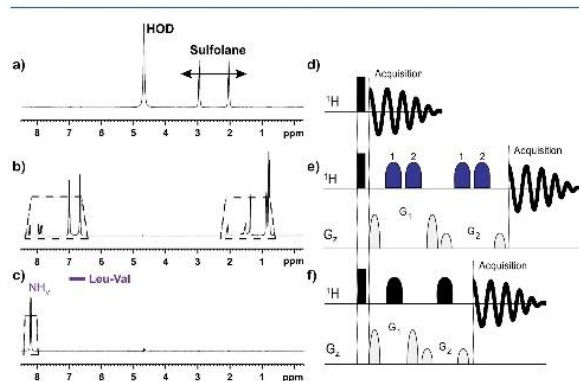 HOD
Sulfolane
a)
8 7 6 5 4 3 2 1 ppm
b)
8 7 6 5 4 3 2 1 ppm
c)
NHV
Leu-Val
8 7 6 5 4 3 2 1 ppm
d)
Acquisition
¹H
e)
Acquisition
¹H
1 2 1 2
Gz
G1
G2
f)
Acquisition
¹H
Gz
G1
G2